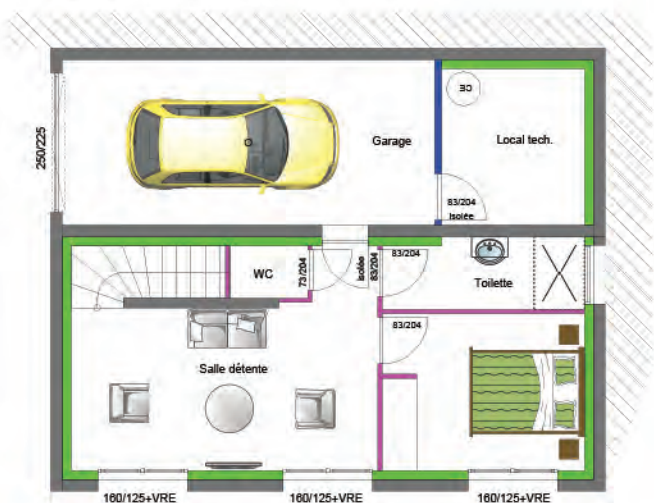 250/225
Garage
CE
Local tech.
83/204
Isolée
WC
73/204
isolée
83/204
83/204
Toilette
83/204
Salle détente
160/125+VRE
160/125+VRE
160/125+VRE